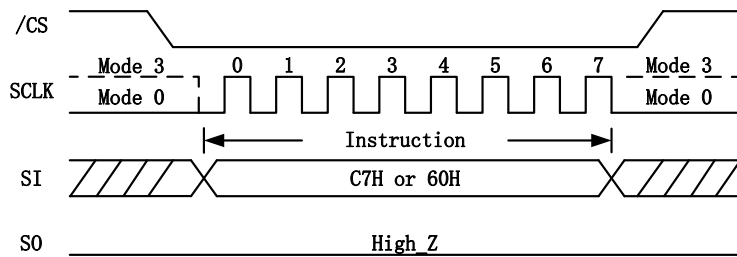 /CS
Mode 3 0 1 2 3 4 5 6 7 Mode 3
SCLK
Mode 0 Mode 0
Instruction
SI C7H or 60H
SO High_Z